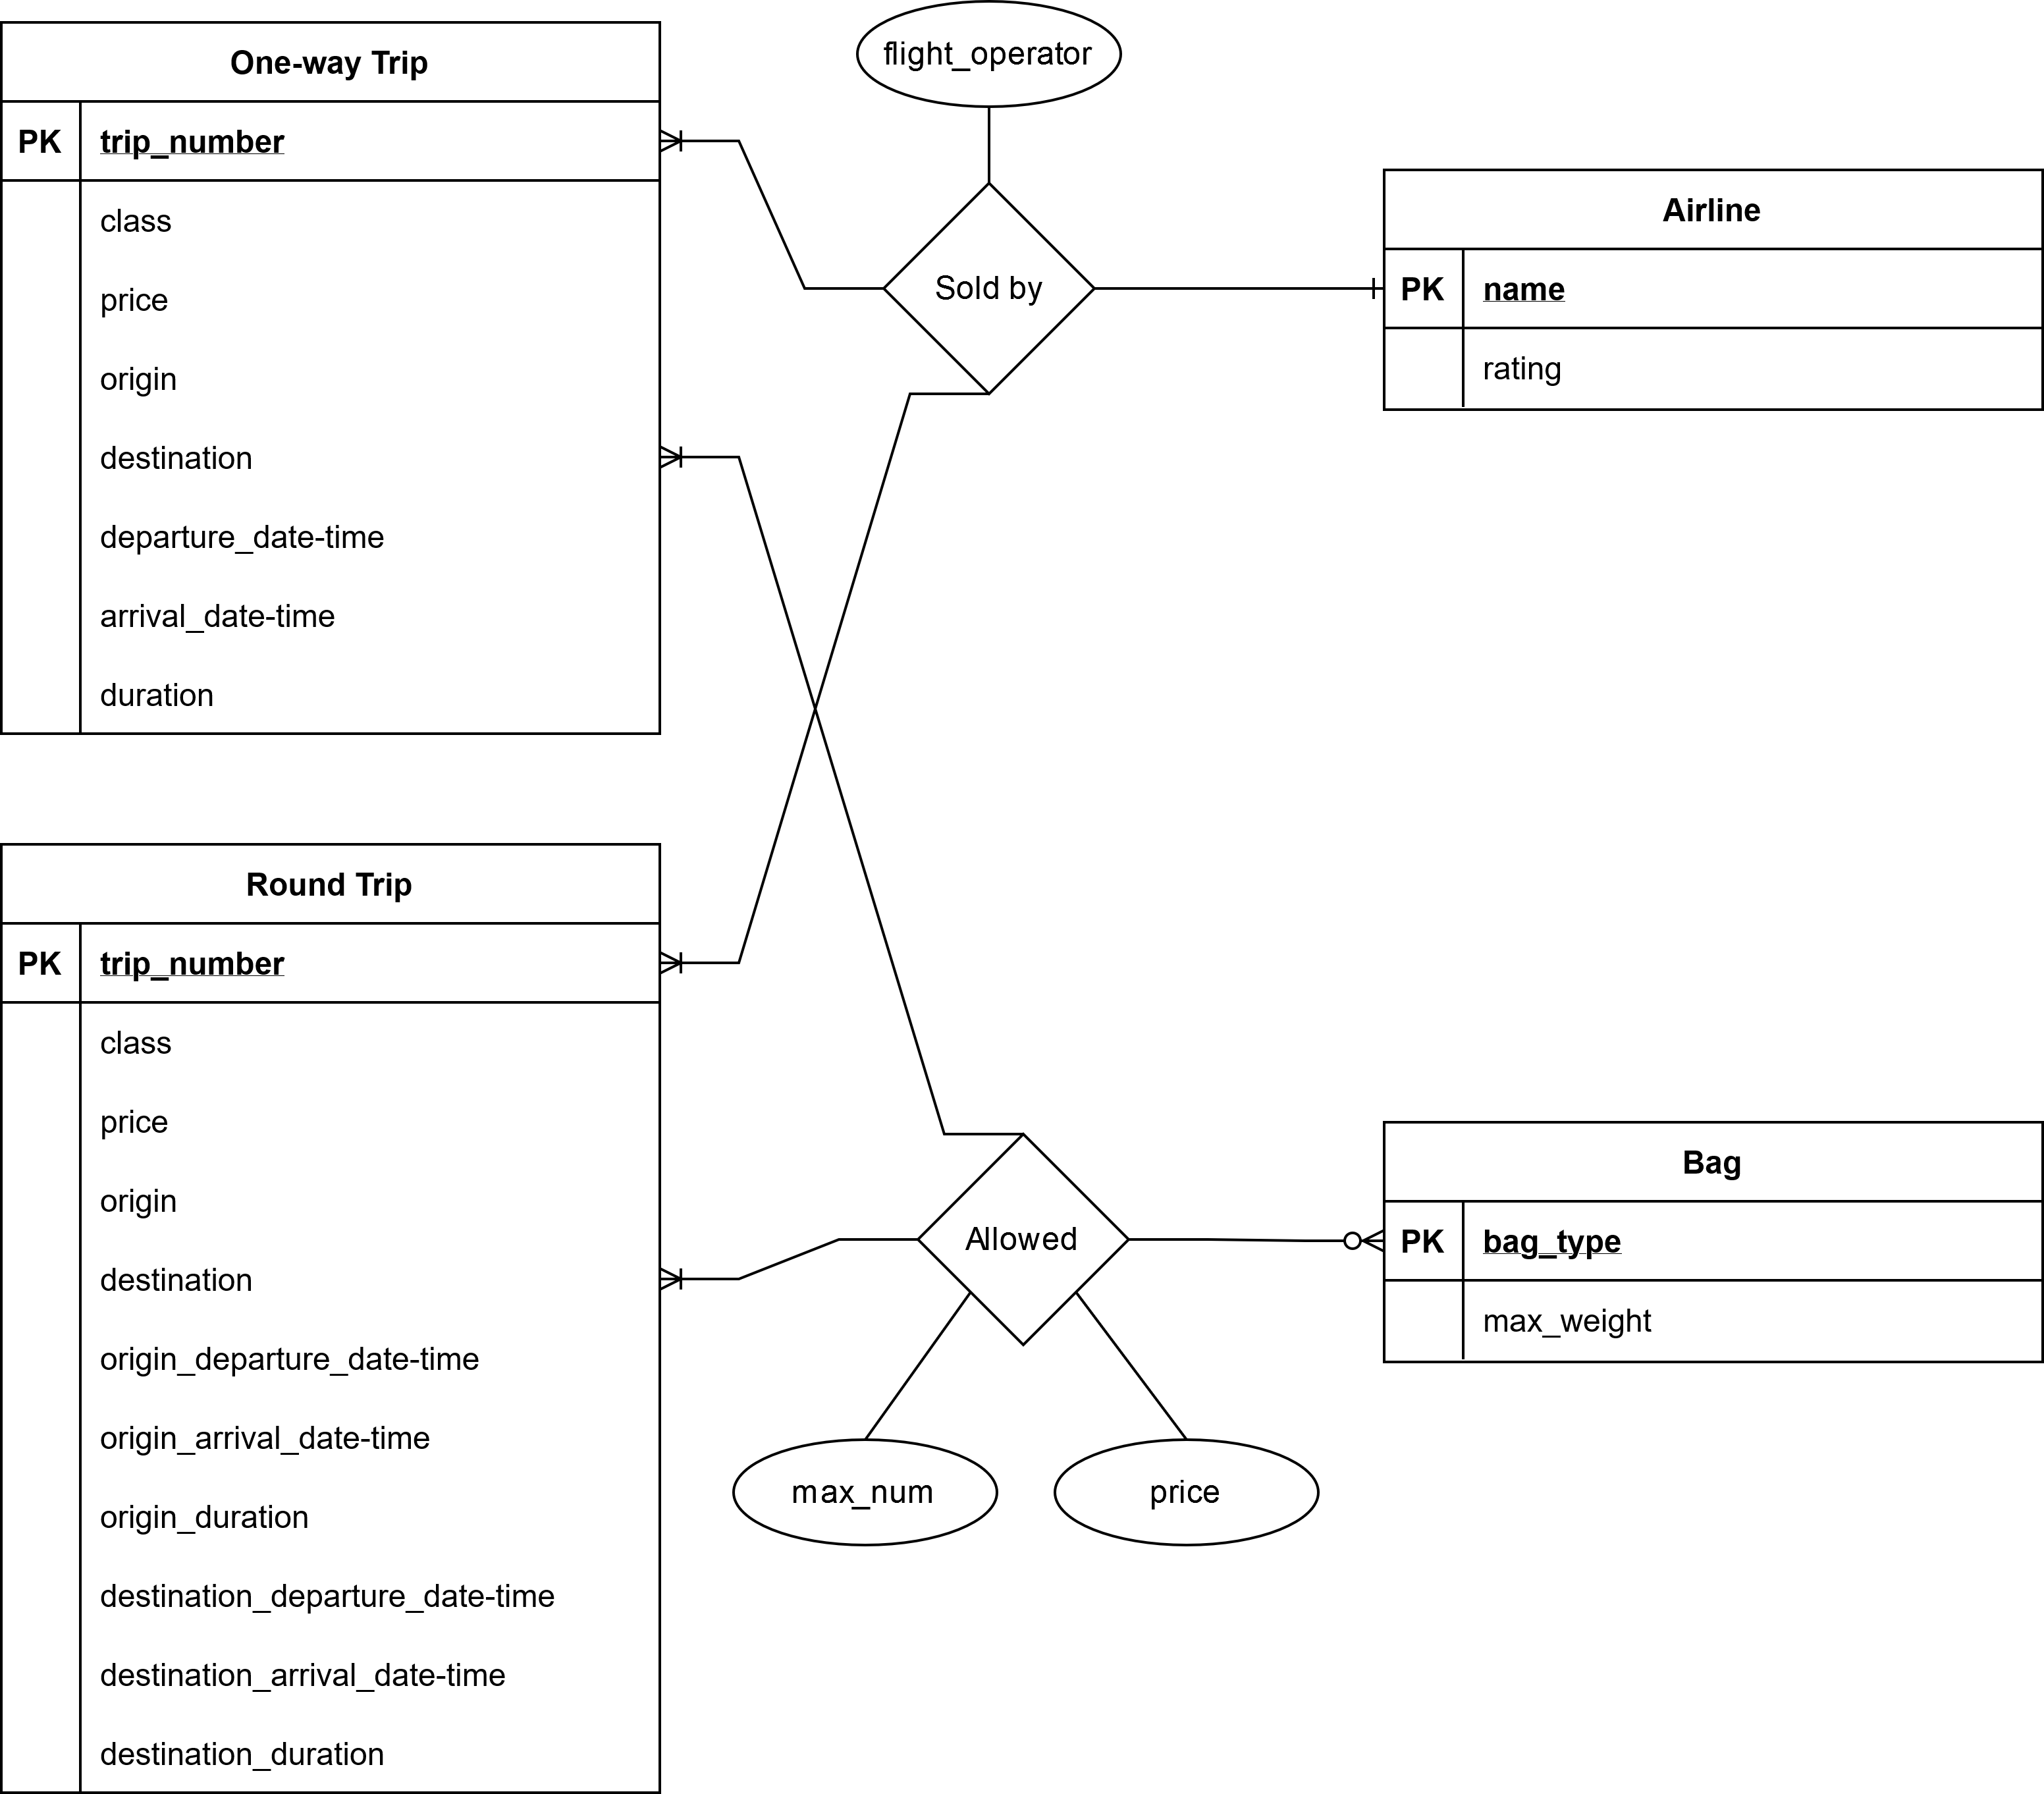 One-way Trip
PK trip_number
class
price
origin
destination
departure_date-time
arrival_date-time
duration
flight_operator
Sold by
Airline
PK name
rating
Round Trip
PK trip_number
class
price
origin
destination
origin_departure_date-time
origin_arrival_date-time
origin_duration
destination_departure_date-time
destination_arrival_date-time
destination_duration
Allowed
max_num
price
Bag
PK bag_type
max_weight